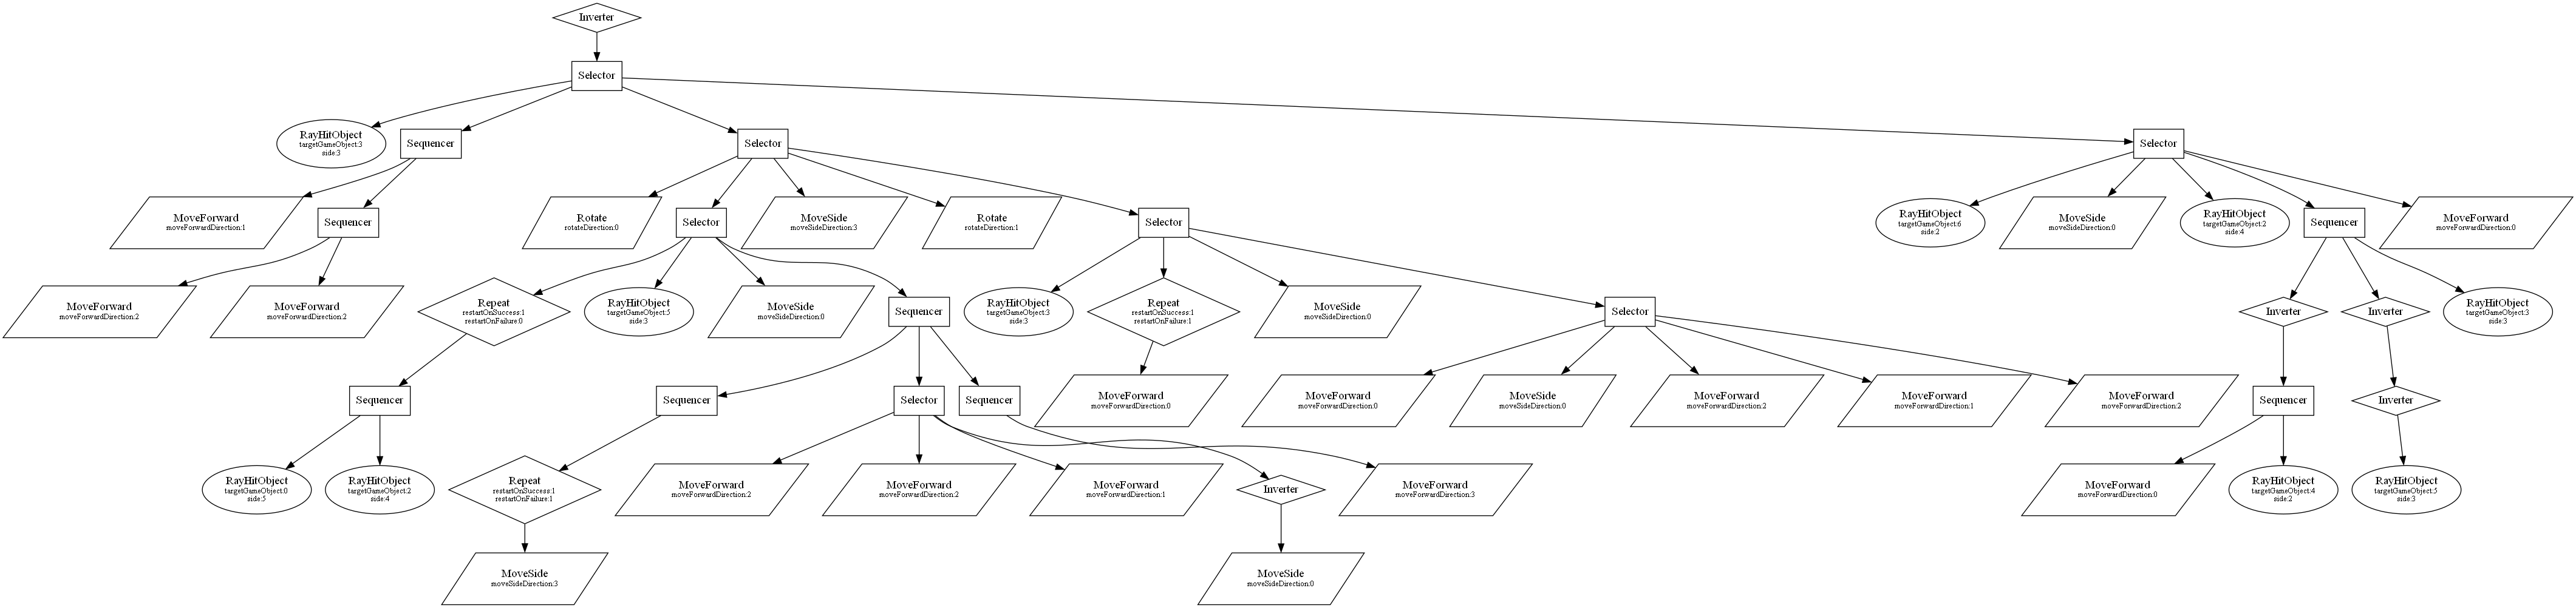 Inverter
Selector
RayHitObject
targetGameObject:3
side:3
Sequencer
Selector
Selector
MoveForward
moveForwardDirection:1
Sequencer
Rotate
rotateDirection:0
Selector
MoveSide
moveSideDirection:3
Rotate
rotateDirection:1
Selector
RayHitObject
targetGameObject:6
side:2
MoveSide
moveSideDirection:0
RayHitObject
targetGameObject:2
side:4
Sequencer
MoveForward
moveForwardDirection:0
MoveForward
moveForwardDirection:2
MoveForward
moveForwardDirection:2
Repeat
restartOnSuccess:1
restartOnFailure:0
RayHitObject
targetGameObject:5
side:3
MoveSide
moveSideDirection:0
Sequencer
RayHitObject
targetGameObject:3
side:3
Repeat
restartOnSuccess:1
restartOnFailure:1
MoveSide
moveSideDirection:0
Selector
Inverter
Inverter
RayHitObject
targetGameObject:3
side:3
Sequencer
Sequencer
Selector
Sequencer
MoveForward
moveForwardDirection:0
MoveForward
moveForwardDirection:0
MoveSide
moveSideDirection:0
MoveForward
moveForwardDirection:2
MoveForward
moveForwardDirection:1
MoveForward
moveForwardDirection:2
Sequencer
Inverter
RayHitObject
targetGameObject:0
side:5
RayHitObject
targetGameObject:2
side:4
Repeat
restartOnSuccess:1
restartOnFailure:1
MoveForward
moveForwardDirection:2
MoveForward
moveForwardDirection:2
MoveForward
moveForwardDirection:1
Inverter
MoveForward
moveForwardDirection:3
MoveForward
moveForwardDirection:0
RayHitObject
targetGameObject:4
side:2
RayHitObject
targetGameObject:5
side:3
MoveSide
moveSideDirection:3
MoveSide
moveSideDirection:0